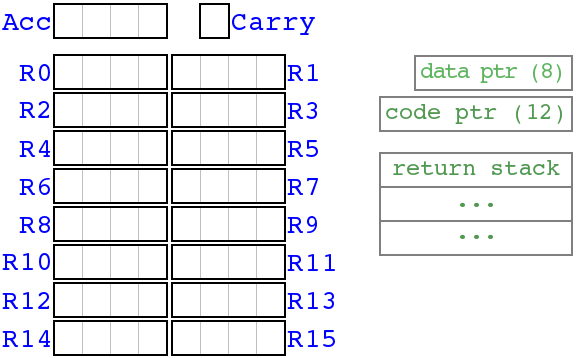 Acc Carry
R0 R1
data ptr (8)
R2 R3
code ptr (12)
R4 R5
return stack
R6 R7
...
R8 R9
...
R10 R11
R12 R13
R14 R15